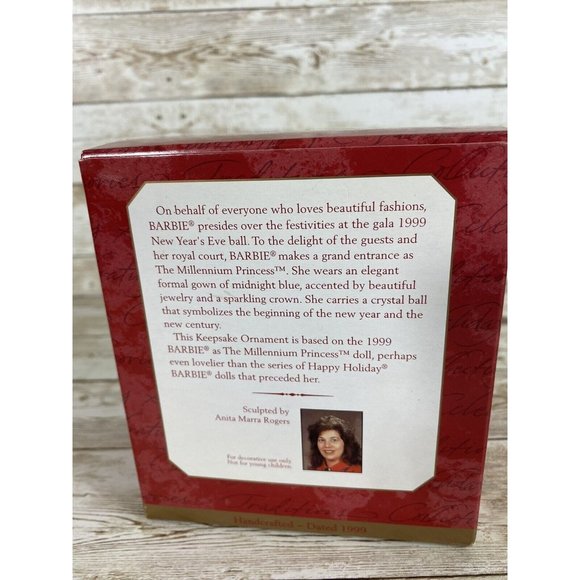 On behalf of everyone who loves beautiful fashions,
BARBIE® presides over the festivities at the gala 1999
New Year's Eve ball. To the delight of the guests and
her royal court, BARBIE® makes a grand entrance as
The Millennium Princess™. She wears an elegant
formal gown of midnight blue, accented by beautiful
jewelry and a sparkling crown. She carries a crystal ball
that symbolizes the beginning of the new year and the
new century.
This Keepsake Ornament is based on the 1999
BARBIE® as The Millennium Princess™ doll, perhaps
even lovelier than the series of Happy Holiday®
BARBIE® dolls that preceded her.
Sculpted by
Anita Marra Rogers
For decorative use only
Not for young children
Handcrafted – Dated 1999